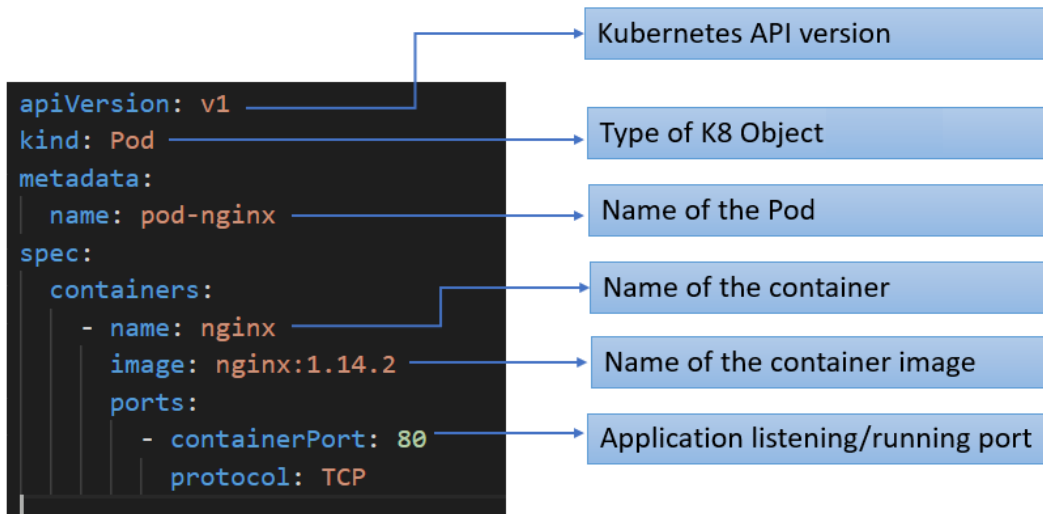 Kubernetes API version
apiVersion: v1
kind: Pod
Type of K8 Object
metadata:
name: pod-nginx
Name of the Pod
spec:
containers:
Name of the container
- name: nginx
image: nginx:1.14.2
Name of the container image
ports:
- containerPort: 80
Application listening/running port
protocol: TCP